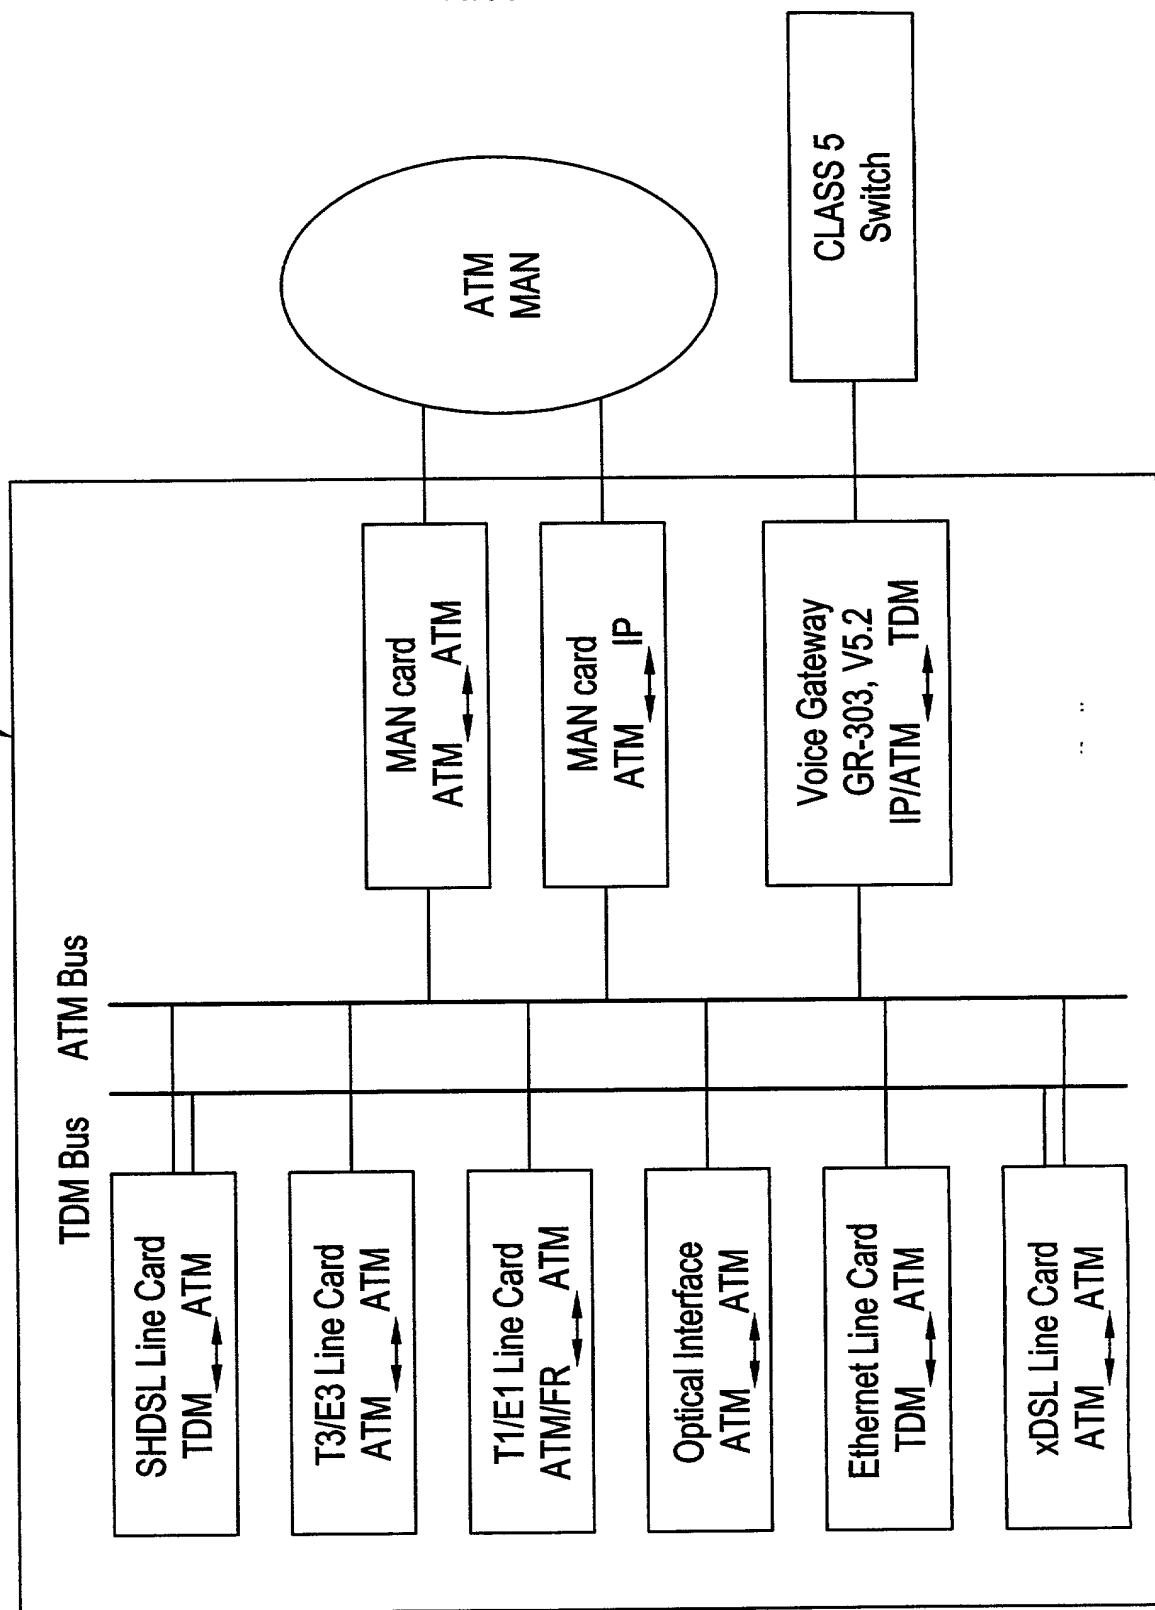 TDM Bus
ATM Bus
SHDSL Line Card
TDM ATM
T3/E3 Line Card
ATM ATM
T1/E1 Line Card
ATM/FR ATM
Optical Interface
ATM ATM
Ethernet Line Card
TDM ATM
xDSL Line Card
ATM ATM
MAN card
ATM ATM
MAN card
ATM IP
Voice Gateway
GR-303, V5.2
IP/ATM TDM
ATM
MAN
CLASS 5
Switch